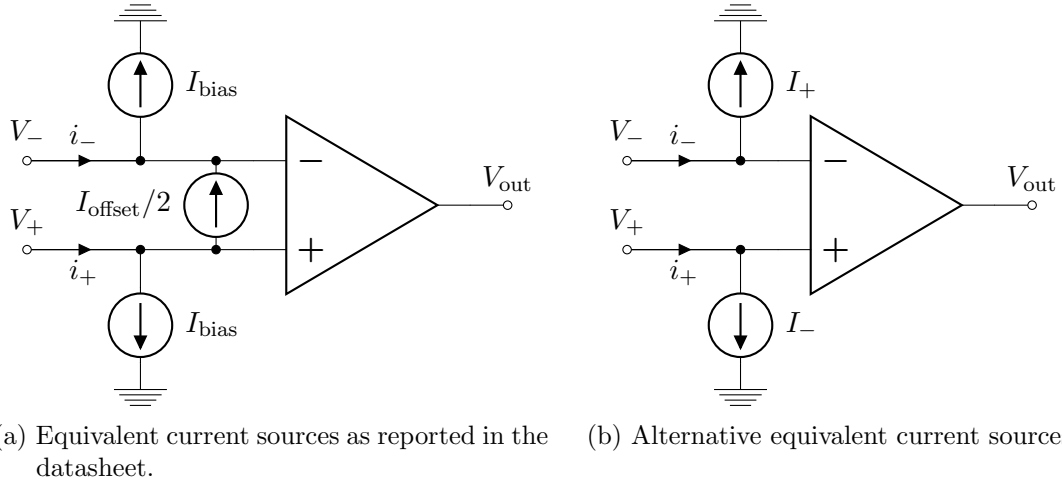 I_bias
V_− i_−
I_offset/2
V_out
V_+
i_+
I_bias
− +
I_+
V_− i_−
V_out
V_+
i_+
I_−
− +
(a) Equivalent current sources as reported in the
datasheet.
(b) Alternative equivalent current source